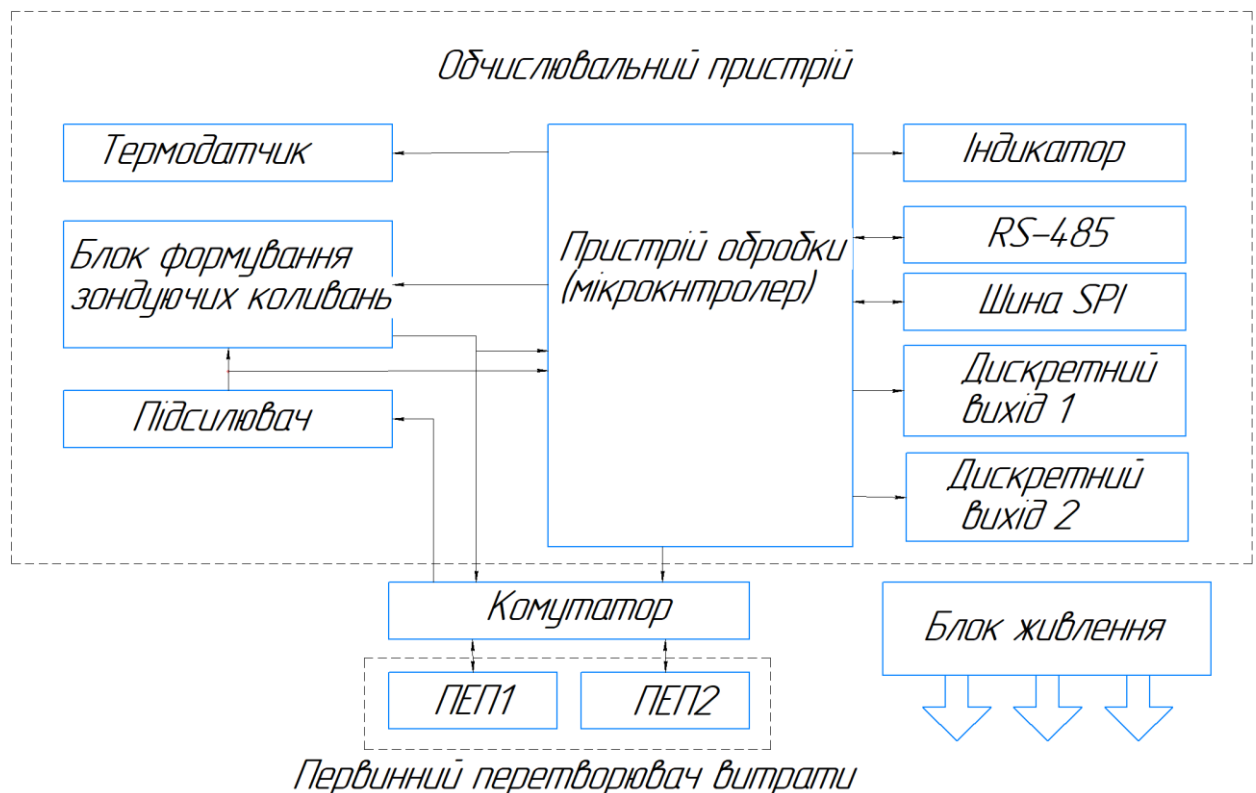 Обчислювальний пристрій
Термодатчик
Блок формування
зондуючих коливань
Підсилювач
Пристрій обробки
(мікрокнтролер)
Індикатор
RS-485
Шина SPI
Дискретний
вихід 1
Дискретний
вихід 2
Комутатор
ПЕП1
ПЕП2
Первинний перетворювач витрати
Блок живлення